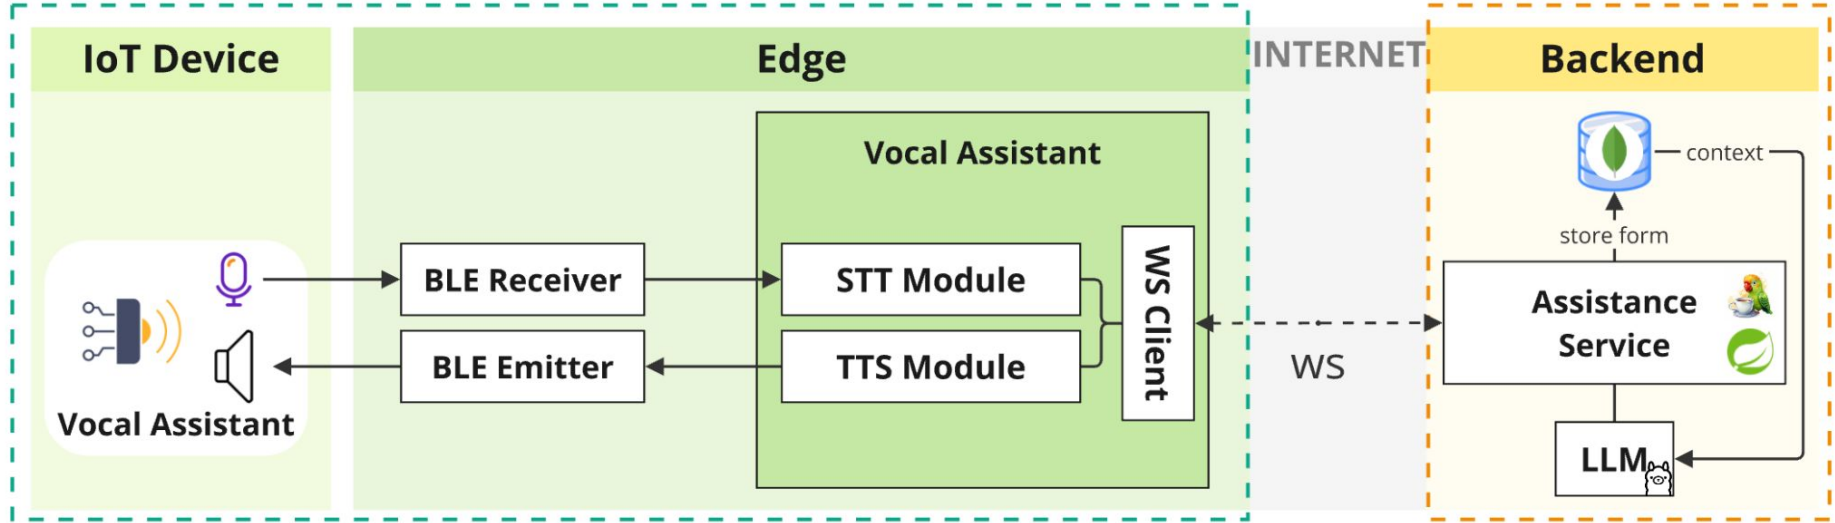 IoT Device
Edge
INTERNET
Backend
Vocal Assistant
context
store form
BLE Receiver
STT Module
WS Client
Assistance
Service
BLE Emitter
TTS Module
WS
Vocal Assistant
LLM